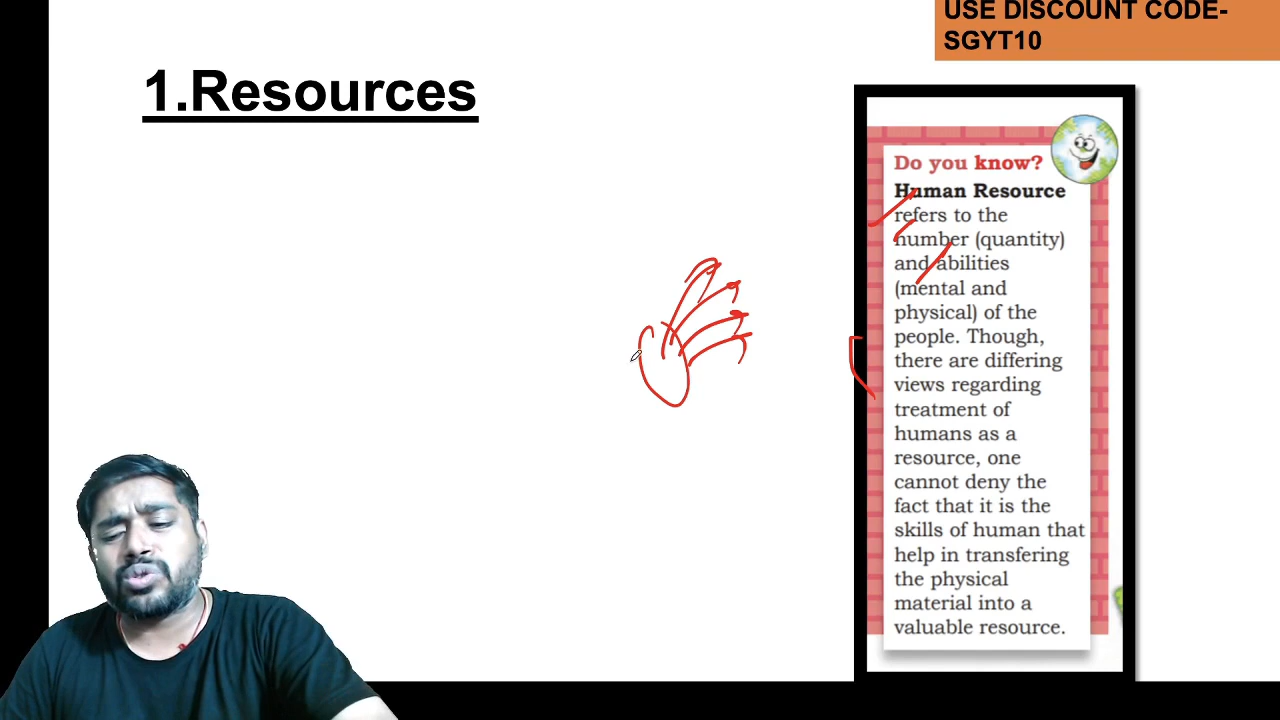 USE DISCOUNT CODE-
SGYT10
1.Resources
Do you know?
Human Resource
refers to the
number (quantity)
and abilities
(mental and
physical) of the
people. Though,
there are differing
views regarding
treatment of
humans as a
resource, one
cannot deny the
fact that it is the
skills of human that
help in transfering
the physical
material into a
valuable resource.